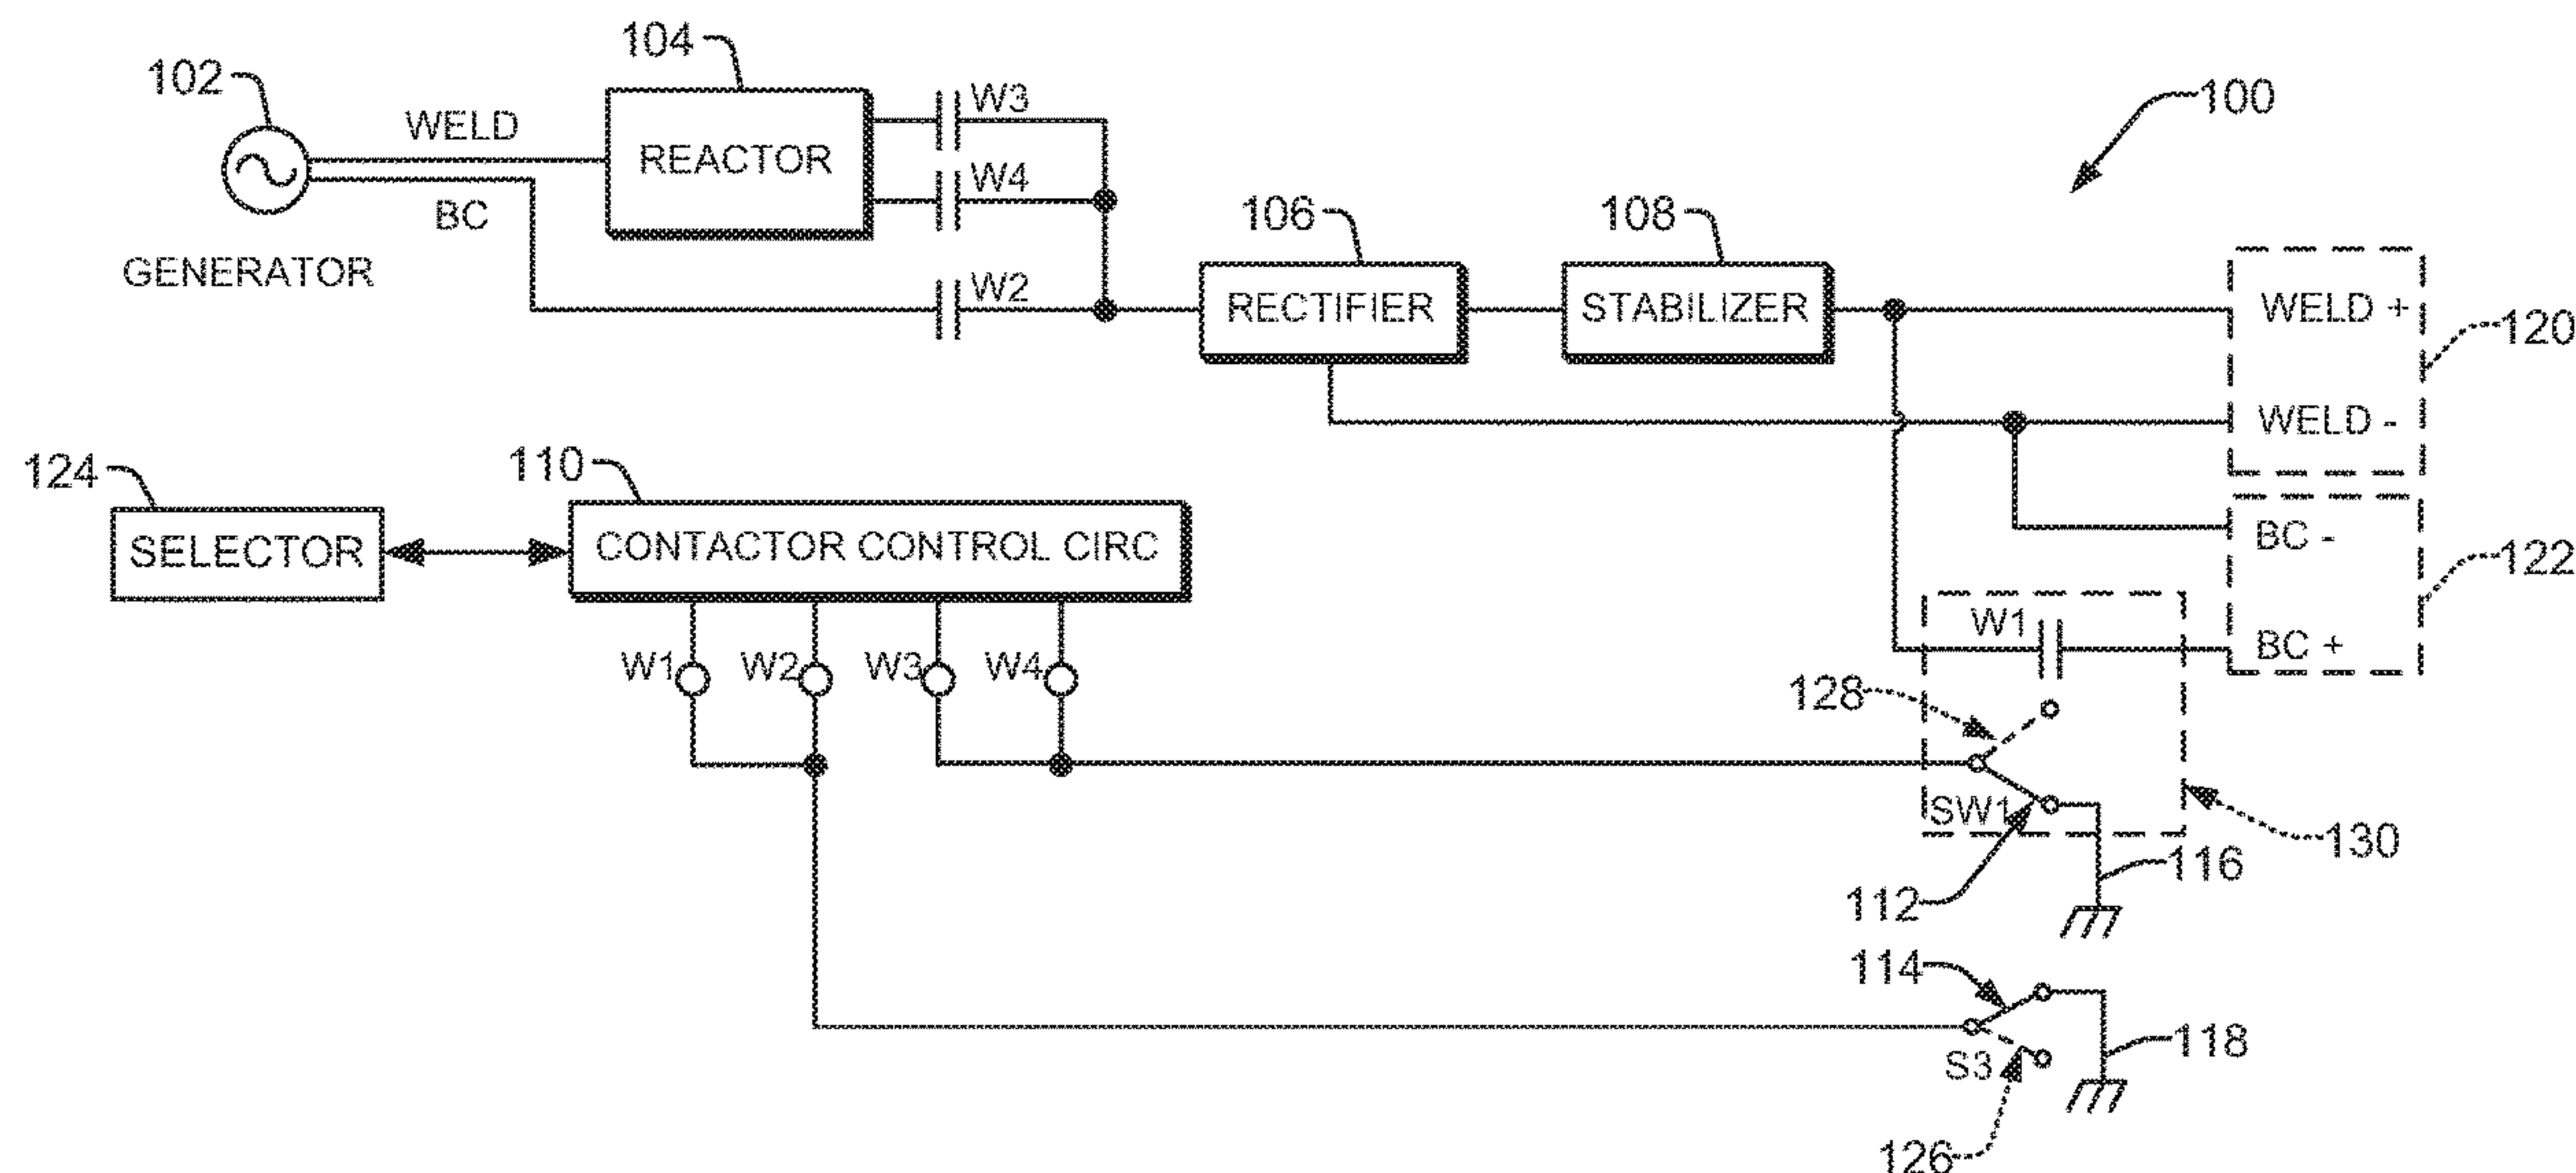 104
102
100
WELD
W3
REACTOR
W4
BC
106
108
GENERATOR
W2
RECTIFIER
STABILIZER
WELD +
120
WELD -
124
110
SELECTOR
CONTACTOR CONTROL CIRC
BC -
122
W1
BC +
W1
W2
W3
W4
128
SW1
130
116
112
114
118
S3
126